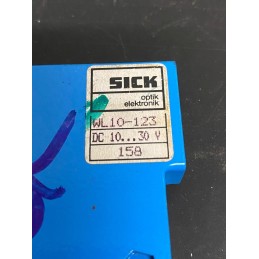 SICK
optik
elektronik
WL10-123
DC 10...30 V
158